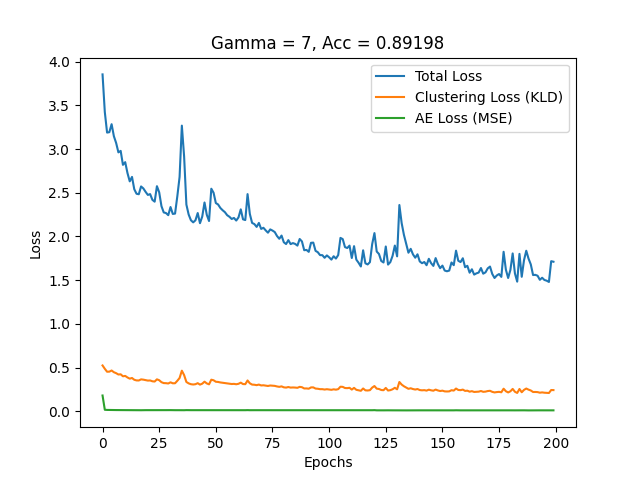 Gamma = 7, Acc = 0.89198
Total Loss
Clustering Loss (KLD)
AE Loss (MSE)
4.0
3.5
3.0
2.5
2.0
1.5
1.0
0.5
0.0
Loss
0 25 50 75 100 125 150 175 200
Epochs